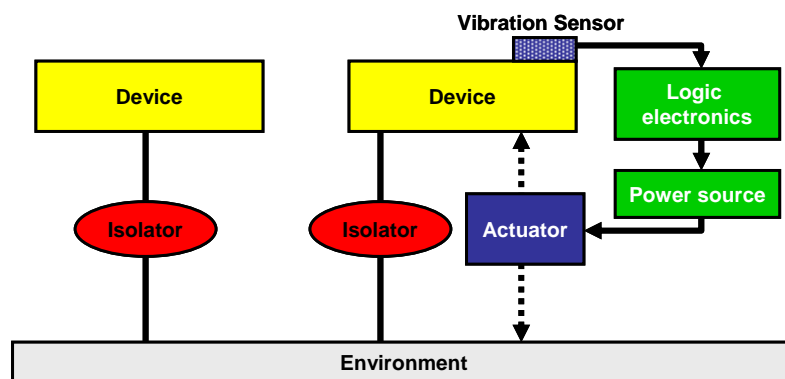 Vibration Sensor
Device
Device
Logic
electronics
Power source
Isolator
Isolator
Actuator
Environment